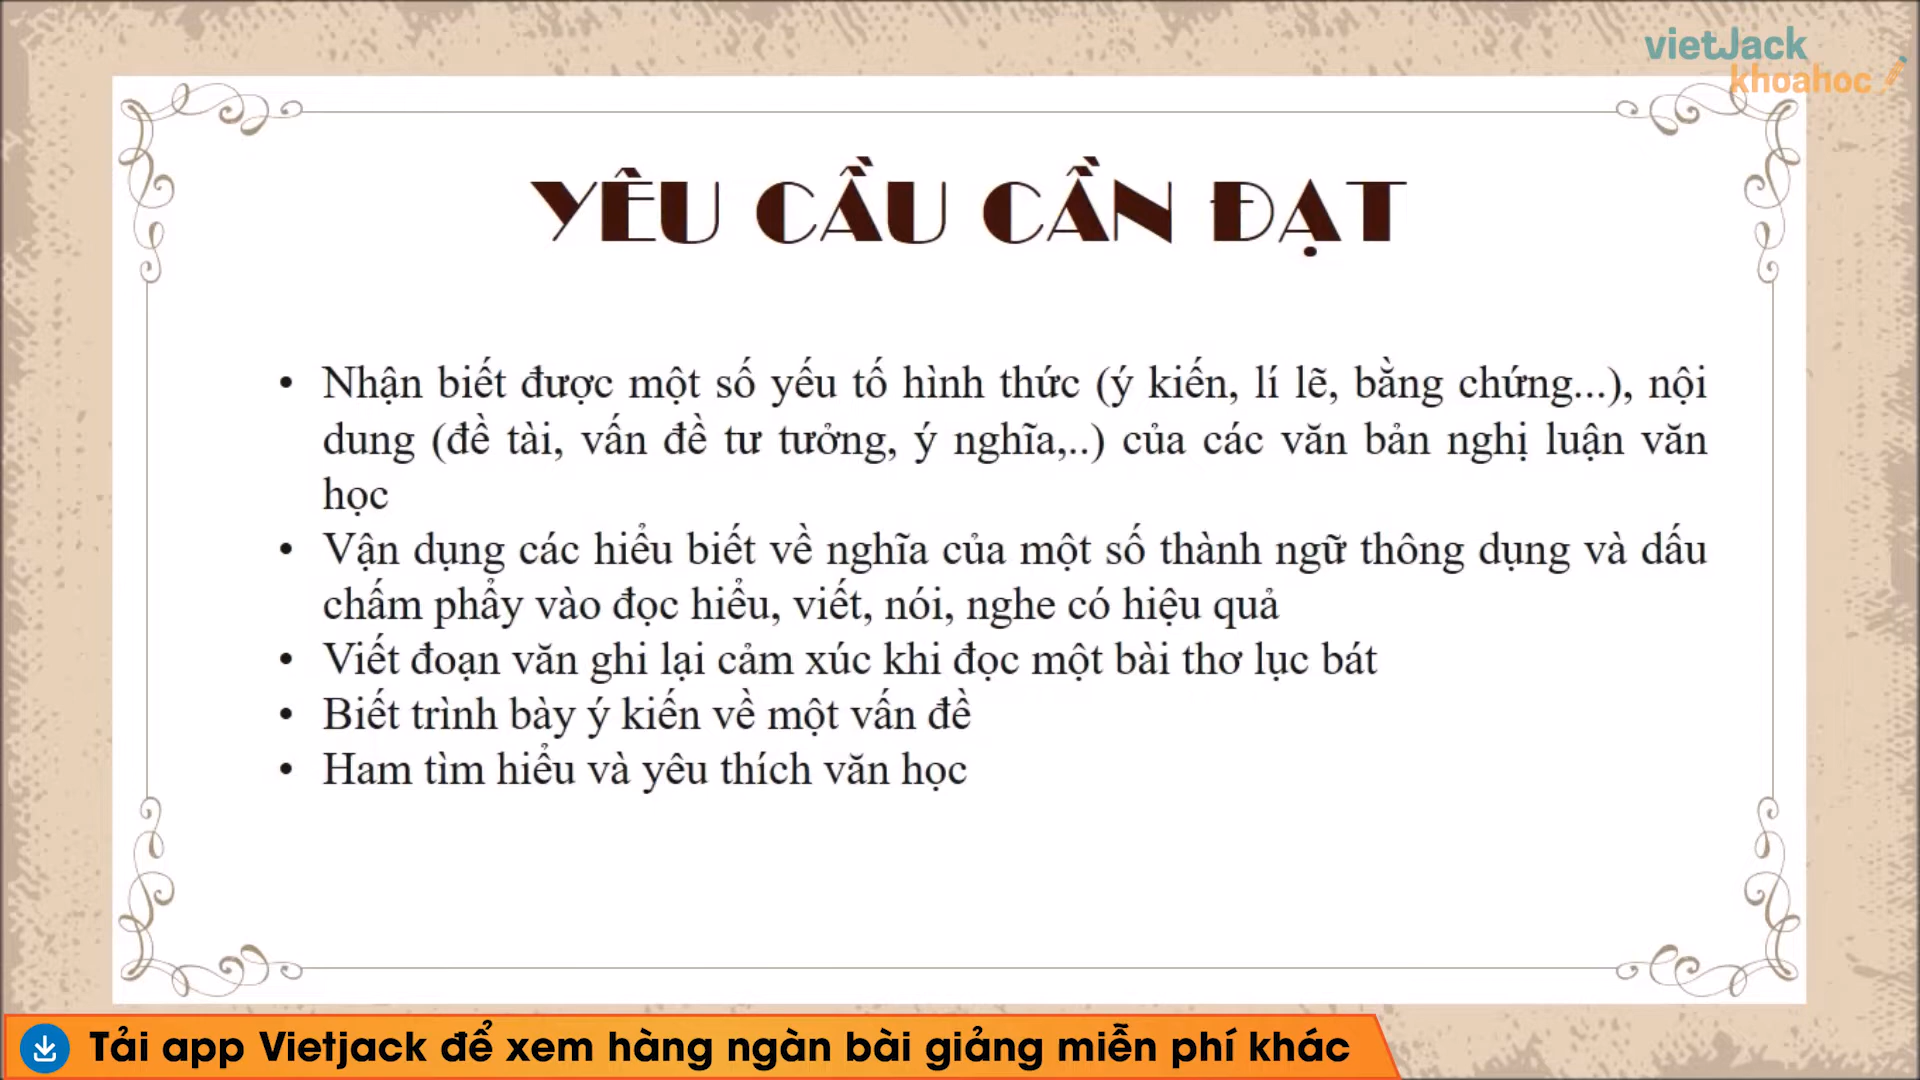 vietJack
khoahoc
YÊU CẦU CẦN ĐẠT
• Nhận biết được một số yếu tố hình thức (ý kiến, lí lẽ, bằng chứng...), nội
dung (đề tài, vấn đề tư tưởng, ý nghĩa,..) của các văn bản nghị luận văn
học
• Vận dụng các hiểu biết về nghĩa của một số thành ngữ thông dụng và dấu
chấm phẩy vào đọc hiểu, viết, nói, nghe có hiệu quả
• Viết đoạn văn ghi lại cảm xúc khi đọc một bài thơ lục bát
• Biết trình bày ý kiến về một vấn đề
• Ham tìm hiểu và yêu thích văn học
Tải app Vietjack để xem hàng ngàn bài giảng miễn phí khác